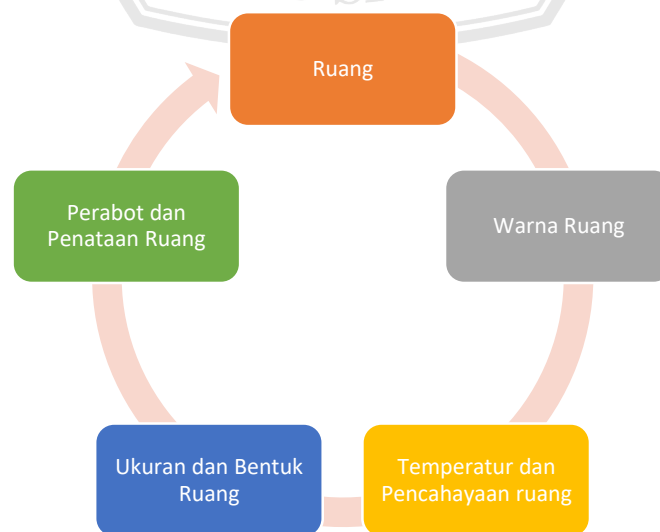 Ruang
Warna Ruang
Temperatur dan
Pencahayaan ruang
Ukuran dan Bentuk
Ruang
Perabot dan
Penataan Ruang